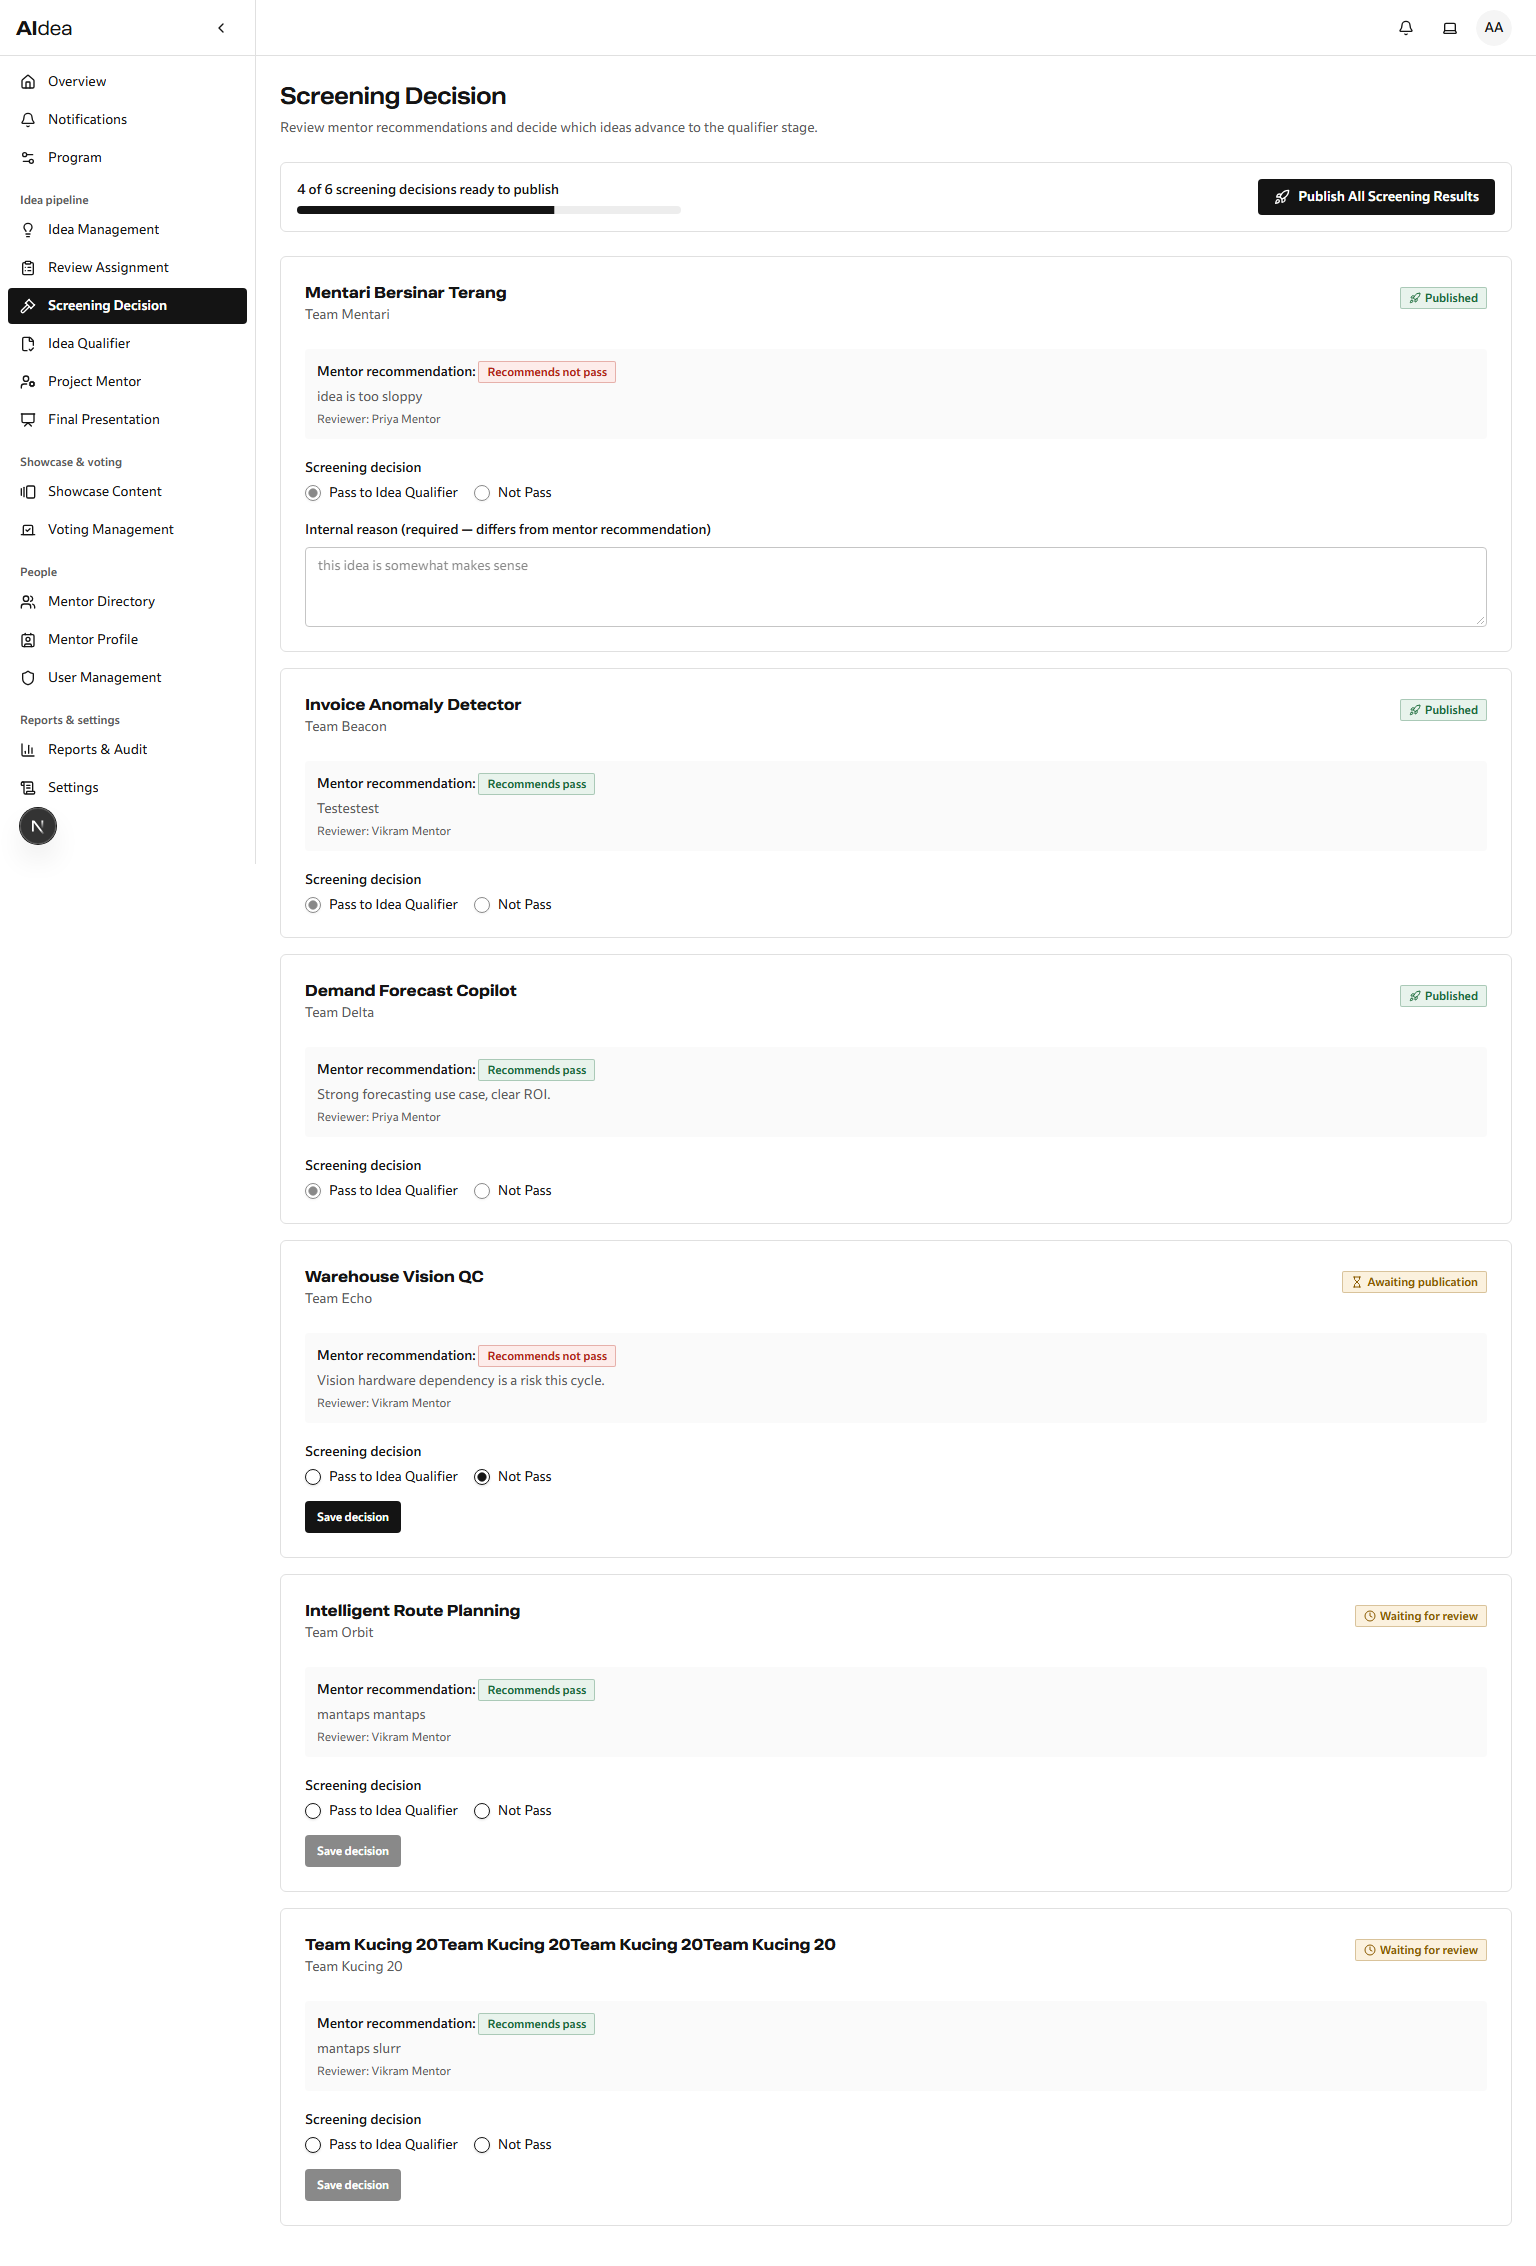 AIdea
AA
Overview
Notifications
Program
Idea pipeline
Idea Management
Review Assignment
Screening Decision
Idea Qualifier
Project Mentor
Final Presentation
Showcase & voting
Showcase Content
Voting Management
People
Mentor Directory
Mentor Profile
User Management
Reports & settings
Reports & Audit
Settings
N
Screening Decision
Review mentor recommendations and decide which ideas advance to the qualifier stage.
4 of 6 screening decisions ready to publish
Publish All Screening Results
Mentari Bersinar Terang
Published
Team Mentari
Mentor recommendation: Recommends not pass
idea is too sloppy
Reviewer: Priya Mentor
Screening decision
Pass to Idea Qualifier Not Pass
Internal reason (required — differs from mentor recommendation)
this idea is somewhat makes sense
Invoice Anomaly Detector
Published
Team Beacon
Mentor recommendation: Recommends pass
Testestest
Reviewer: Vikram Mentor
Screening decision
Pass to Idea Qualifier Not Pass
Demand Forecast Copilot
Published
Team Delta
Mentor recommendation: Recommends pass
Strong forecasting use case, clear ROI.
Reviewer: Priya Mentor
Screening decision
Pass to Idea Qualifier Not Pass
Warehouse Vision QC
Awaiting publication
Team Echo
Mentor recommendation: Recommends not pass
Vision hardware dependency is a risk this cycle.
Reviewer: Vikram Mentor
Screening decision
Pass to Idea Qualifier Not Pass
Save decision
Intelligent Route Planning
Waiting for review
Team Orbit
Mentor recommendation: Recommends pass
mantaps mantaps
Reviewer: Vikram Mentor
Screening decision
Pass to Idea Qualifier Not Pass
Save decision
Team Kucing 20Team Kucing 20Team Kucing 20Team Kucing 20
Waiting for review
Team Kucing 20
Mentor recommendation: Recommends pass
mantaps slurr
Reviewer: Vikram Mentor
Screening decision
Pass to Idea Qualifier Not Pass
Save decision